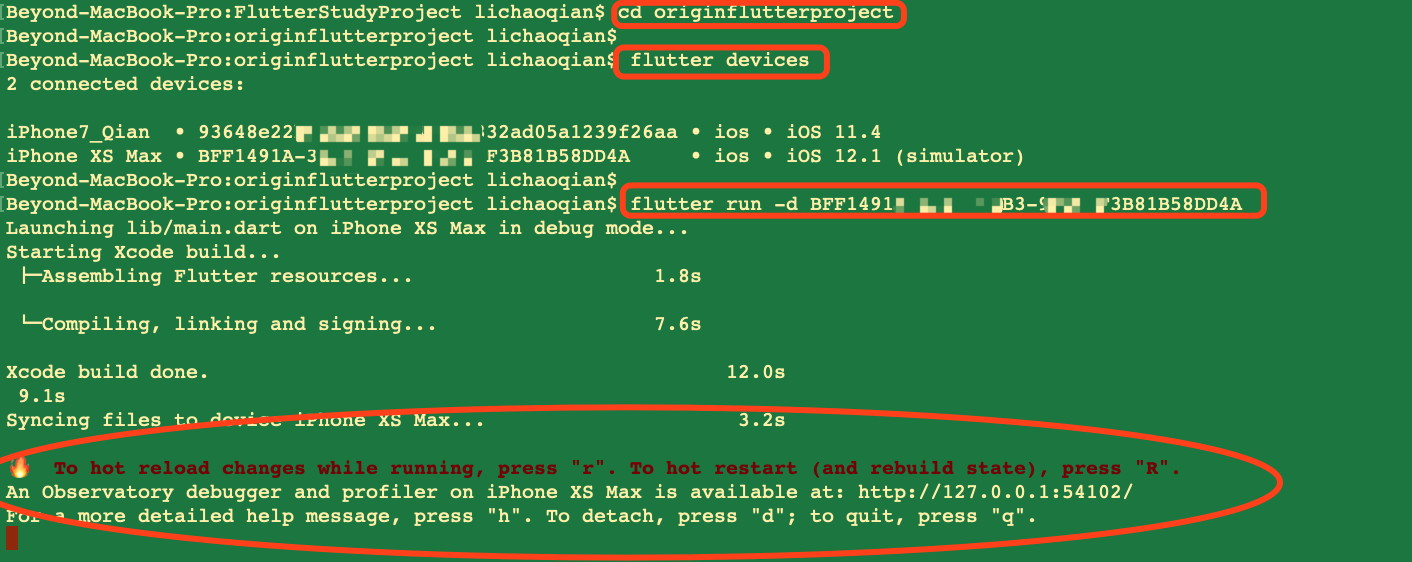 Beyond-MacBook-Pro:FlutterStudyProject lichaoqian$ cd originflutterproject
Beyond-MacBook-Pro:originflutterproject lichaoqian$
Beyond-MacBook-Pro:originflutterproject lichaoqian$ flutter devices
2 connected devices:
iPhone7_Qian • 93648e22 32ad05a1239f26aa • ios • iOS 11.4
iPhone XS Max • BFF1491A-3 F3B81B58DD4A • ios • iOS 12.1 (simulator)
Beyond-MacBook-Pro:originflutterproject lichaoqian$
Beyond-MacBook-Pro:originflutterproject lichaoqian$ flutter run -d BFF1491 B3-9 3B81B58DD4A
Launching lib/main.dart on iPhone XS Max in debug mode...
Starting Xcode build...
├─Assembling Flutter resources... 1.8s
└─Compiling, linking and signing... 7.6s
Xcode build done. 12.0s
9.1s
Syncing files to device iPhone XS Max... 3.2s
🔥 To hot reload changes while running, press "r". To hot restart (and rebuild state), press "R".
An Observatory debugger and profiler on iPhone XS Max is available at: http://127.0.0.1:54102/
For a more detailed help message, press "h". To detach, press "d"; to quit, press "q".